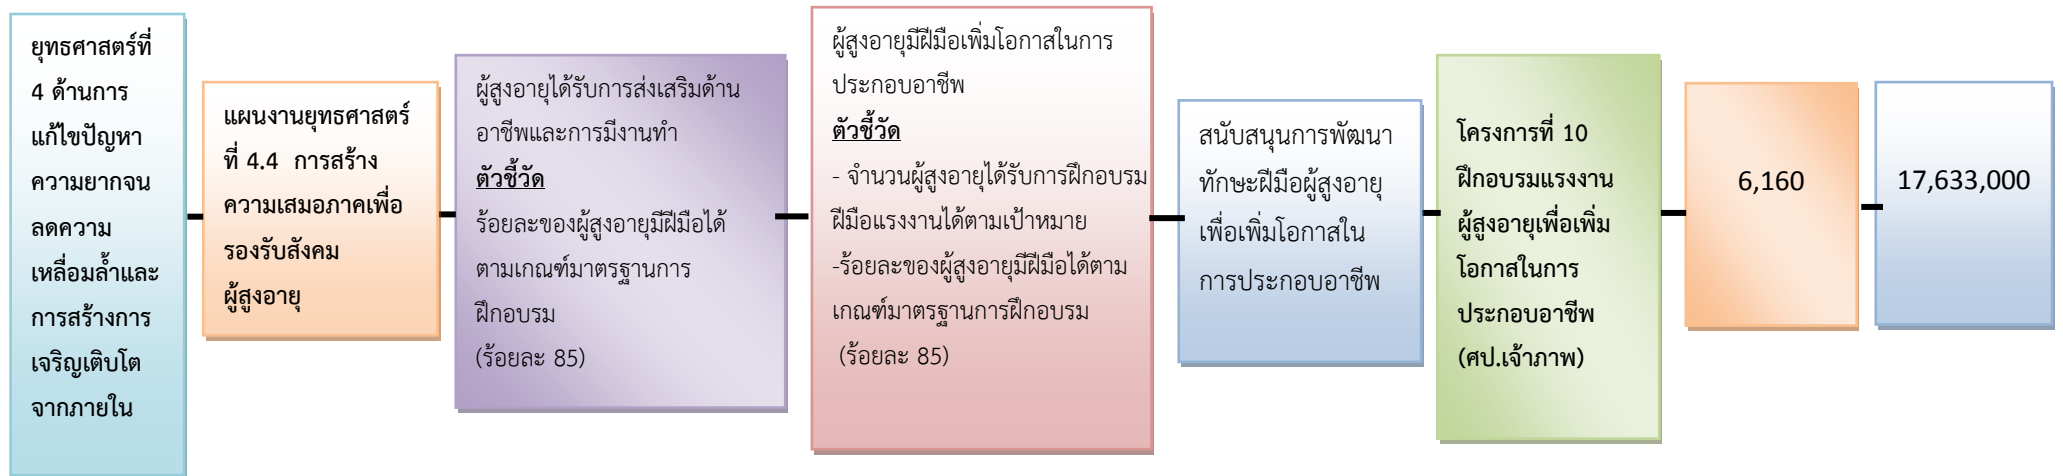 ยุทธศาสตร์ที่
4 ด้านการ
แก้ไขปัญหา
ความยากจน
ลดความ
เหลื่อมล้ำและ
การสร้างการ
เจริญเติบโต
จากภายใน
แผนงานยุทธศาสตร์
ที่ 4.4 การสร้าง
ความเสมอภาคเพื่อ
รองรับสังคม
ผู้สูงอายุ
ผู้สูงอายุได้รับการส่งเสริมด้าน
อาชีพและการมีงานทำ
ตัวชี้วัด
ร้อยละของผู้สูงอายุมีฝีมือได้
ตามเกณฑ์มาตรฐานการ
ฝึกอบรม
(ร้อยละ 85)
ผู้สูงอายุมีฝีมือเพิ่มโอกาสในการ
ประกอบอาชีพ
ตัวชี้วัด
- จำนวนผู้สูงอายุได้รับการฝึกอบรม
ฝีมือแรงงานได้ตามเป้าหมาย
-ร้อยละของผู้สูงอายุมีฝีมือได้ตาม
เกณฑ์มาตรฐานการฝึกอบรม
(ร้อยละ 85)
สนับสนุนการพัฒนา
ทักษะฝีมือผู้สูงอายุ
เพื่อเพิ่มโอกาสใน
การประกอบอาชีพ
โครงการที่ 10
ฝึกอบรมแรงงาน
ผู้สูงอายุเพื่อเพิ่ม
โอกาสในการ
ประกอบอาชีพ
(ศป.เจ้าภาพ)
6,160
17,633,000